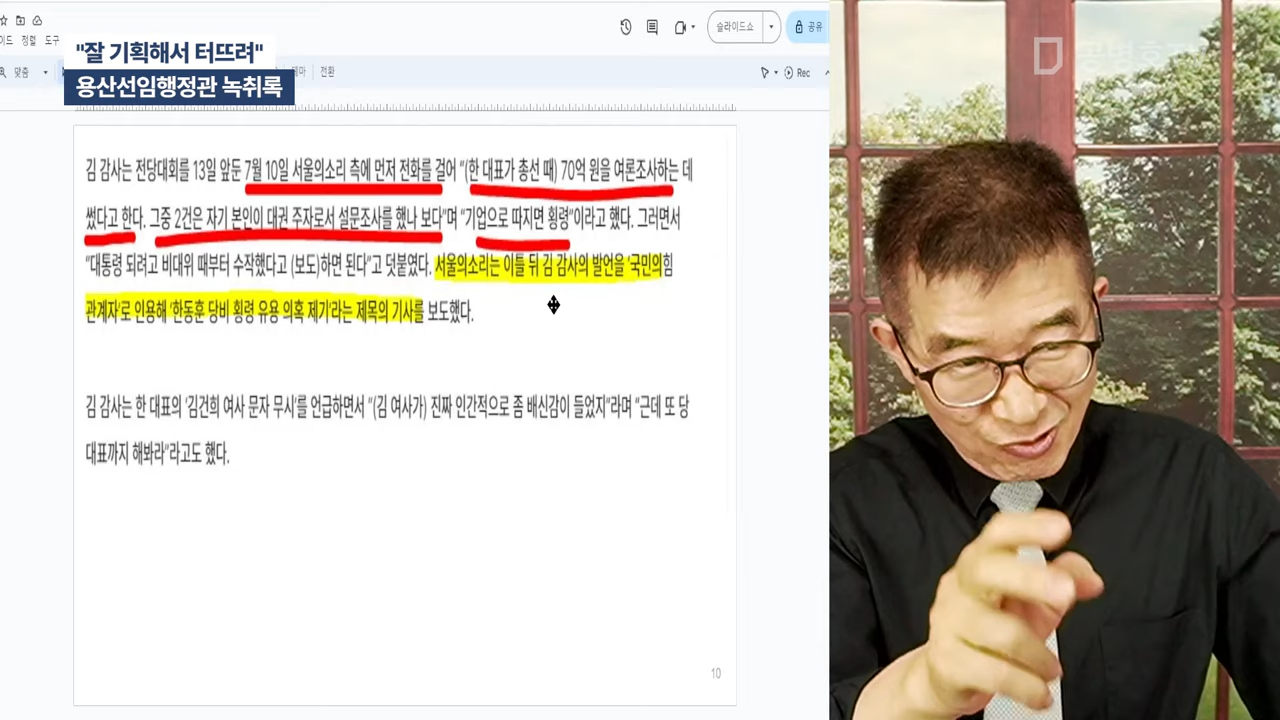 이드 정렬 도구
"잘 기획해서 터뜨려"
용산선임행정관 녹취록
맞춤
테마 전환
슬라이드쇼
공유
Rec
김 감사는 전당대회를 13일 앞둔 7월 10일 서울의소리 측에 먼저 전화를 걸어 "(한 대표가 총선 때) 70억 원을 여론조사하는 데
썼다고 한다. 그중 2건은 자기 본인이 대권 주자로서 설문조사를 했나 보다"며 "기업으로 따지면 횡령"이라고 했다. 그러면서
"대통령 되려고 비대위 때부터 수작했다고 (보도)하면 된다"고 덧붙였다. 서울의소리는 이틀 뒤 김 감사의 발언을 '국민의힘
관계자'로 인용해 '한동훈 당비 횡령 유용 의혹 제기'라는 제목의 기사를 보도했다.
김 감사는 한 대표의 '김건희 여사 문자 무시'를 언급하면서 "(김 여사가) 진짜 인간적으로 좀 배신감이 들었지"라며 "근데 또 당
대표까지 해봐라"라고도 했다.
10